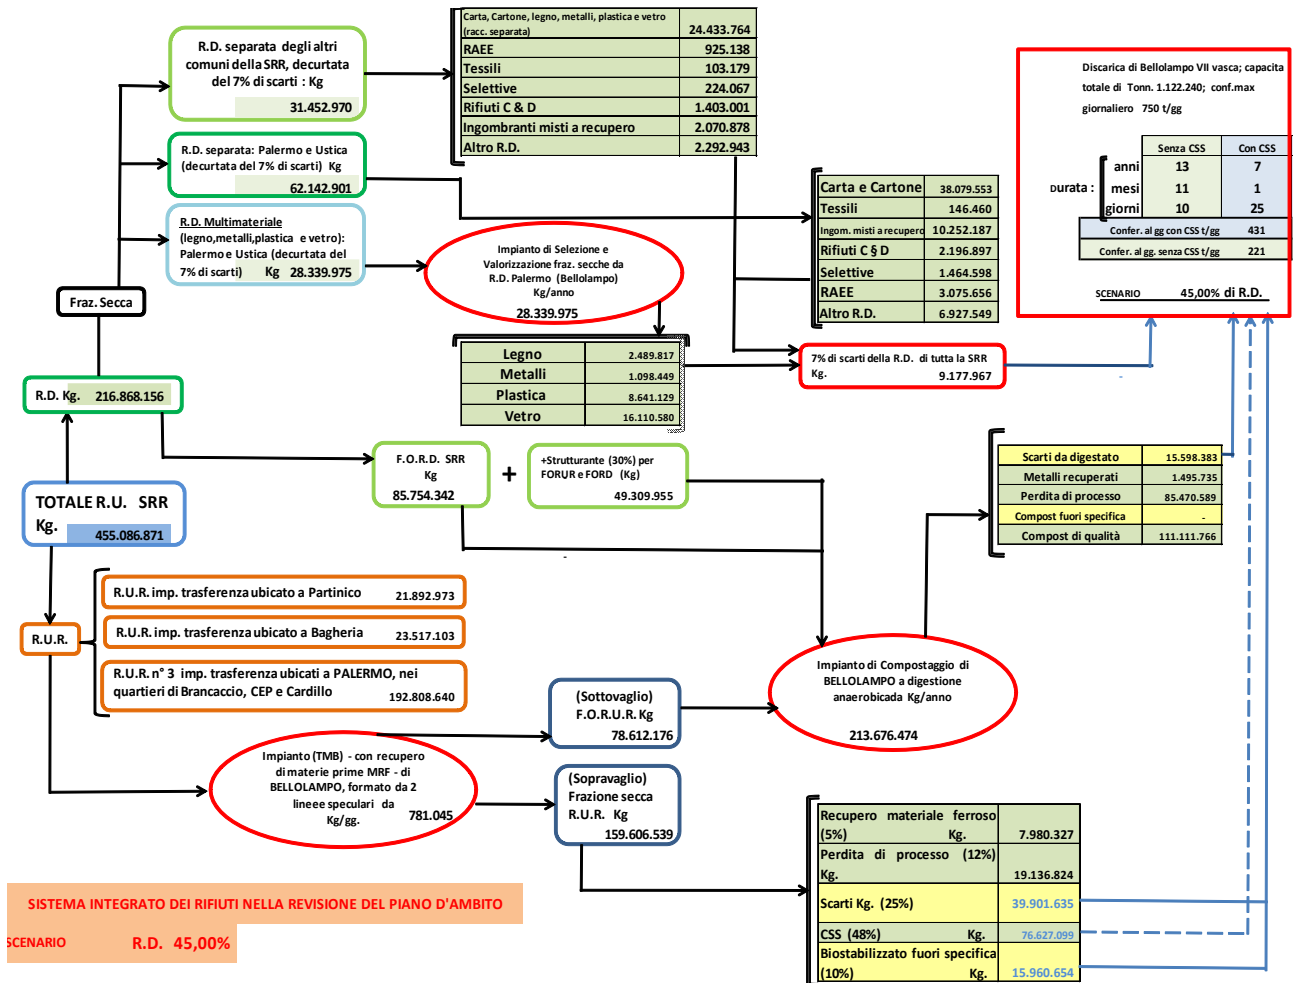 R.D. separata degli altri
comuni della SRR, decurtata
del 7% di scarti : Kg
31.452.970
Carta, Cartone, legno, metalli, plastica e vetro
(racc. separata) 24.433.764
RAEE 925.138
Tessili 103.179
Selettive 224.067
Rifiuti C & D 1.403.001
Ingombranti misti a recupero 2.070.878
Altro R.D. 2.292.943
Discarica di Bellolampo VII vasca; capacita
totale di Tonn. 1.122.240; conf.max
giornaliero 750 t/gg
Senza CSS Con CSS
anni 13 7
Durata : mesi 11 1
giorni 10 25
Confer. al gg con CSS t/gg 431
Confer. al gg. senza CSS t/gg 221
SCENARIO 45,00% di R.D.
R.D. separata: Palermo e Ustica
(decurtata del 7% di scarti) Kg
62.142.901
R.D. Multimateriale
(legno,metalli,plastica e vetro):
Palermo e Ustica (decurtata del
7% di scarti) Kg 28.339.975
Impianto di Selezione e
Valorizzazione fraz. secche da
R.D. Palermo (Bellolampo)
Kg/anno
28.339.975
Carta e Cartone 38.079.553
Tessili 146.460
Ingom. misti a recupero 10.252.187
Rifiuti C § D 2.196.897
Selettive 1.464.598
RAEE 3.075.656
Altro R.D. 6.927.549
Fraz. Secca
Legno 2.489.817
Metalli 1.098.449
Plastica 8.641.129
Vetro 16.110.580
7% di scarti della R.D. di tutta la SRR
Kg. 9.177.967
-
R.D. Kg. 216.868.156
F.O.R.D. SRR
Kg
85.754.342
+
+Strutturante (30%) per
FORUR e FORD (Kg)
49.309.955
-
Scarti da digestato 15.598.383
Metalli recuperati 1.495.735
Perdita di processo 85.470.589
Compost fuori specifica -
Compost di qualità 111.111.766
TOTALE R.U. SRR
Kg.
455.086.871
R.U.R.
R.U.R. imp. trasferenza ubicato a Partinico 21.892.973
R.U.R. imp. trasferenza ubicato a Bagheria 23.517.103
R.U.R. n° 3 imp. trasferenza ubicati a PALERMO, nei
quartieri di Brancaccio, CEP e Cardillo 192.808.640
Impianto di Compostaggio di
BELLOLAMPO a digestione
anaerobicada Kg/anno
213.676.474
(Sottovaglio)
F.O.R.U.R. Kg
78.612.176
Impianto (TMB) - con recupero
di materie prime MRF - di
BELLOLAMPO, formato da 2
lineee speculari da
Kg/gg. 781.045
(Sopravaglio)
Frazione secca
R.U.R. Kg
159.606.539
Recupero materiale ferroso
(5%) Kg. 7.980.327
Perdita di processo (12%)
Kg. 19.136.824
Scarti Kg. (25%) 39.901.635
CSS (48%) Kg. 76.627.099
Biostabilizzato fuori specifica
(10%) Kg. 15.960.654
SISTEMA INTEGRATO DEI RIFIUTI NELLA REVISIONE DEL PIANO D'AMBITO
SCENARIO R.D. 45,00%